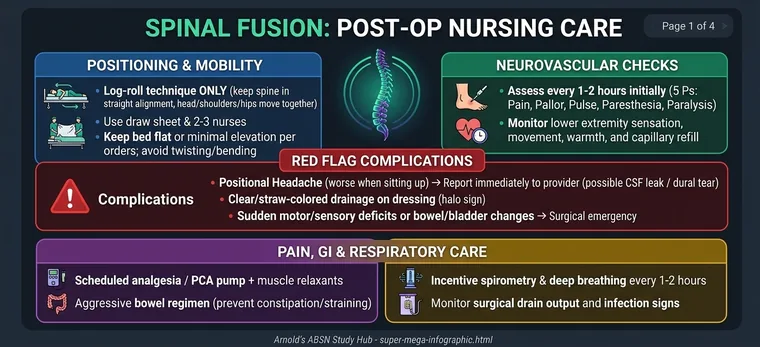 SPINAL FUSION: POST-OP NURSING CARE
Page 1 of 4
POSITIONING & MOBILITY
• Log-roll technique ONLY (keep spine in
straight alignment, head/shoulders/hips move together)
• Use draw sheet & 2-3 nurses
• Keep bed flat or minimal elevation per
orders; avoid twisting/bending
NEUROVASCULAR CHECKS
• Assess every 1-2 hours initially (5 Ps:
Pain, Pallor, Pulse, Paresthesia, Paralysis)
• Monitor lower extremity sensation,
movement, warmth, and capillary refill
RED FLAG COMPLICATIONS
Complications
• Positional Headache (worse when sitting up) → Report immediately to provider (possible CSF leak / dural tear)
• Clear/straw-colored drainage on dressing (halo sign)
• Sudden motor/sensory deficits or bowel/bladder changes → Surgical emergency
PAIN, GI & RESPIRATORY CARE
• Scheduled analgesia / PCA pump + muscle relaxants
• Aggressive bowel regimen (prevent constipation/straining)
• Incentive spirometry & deep breathing every 1-2 hours
• Monitor surgical drain output and infection signs
Arnold's ABSN Study Hub - super-mega-infographic.html